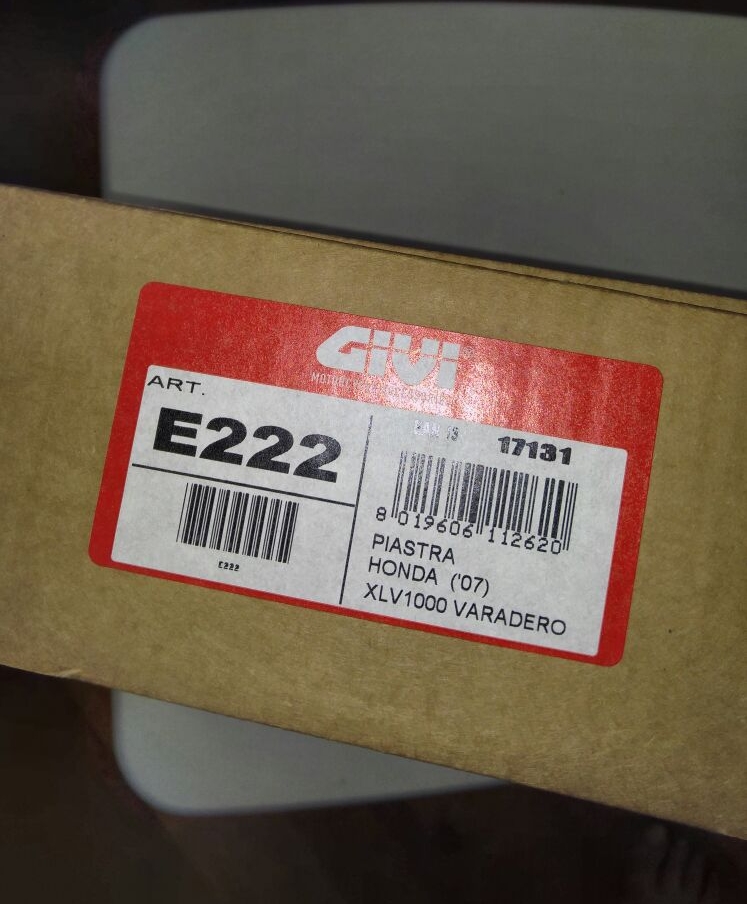 GIVI
ART.
E222
E222
17131
8 019606 112620
PIASTRA
HONDA ('07)
XLV1000 VARADERO